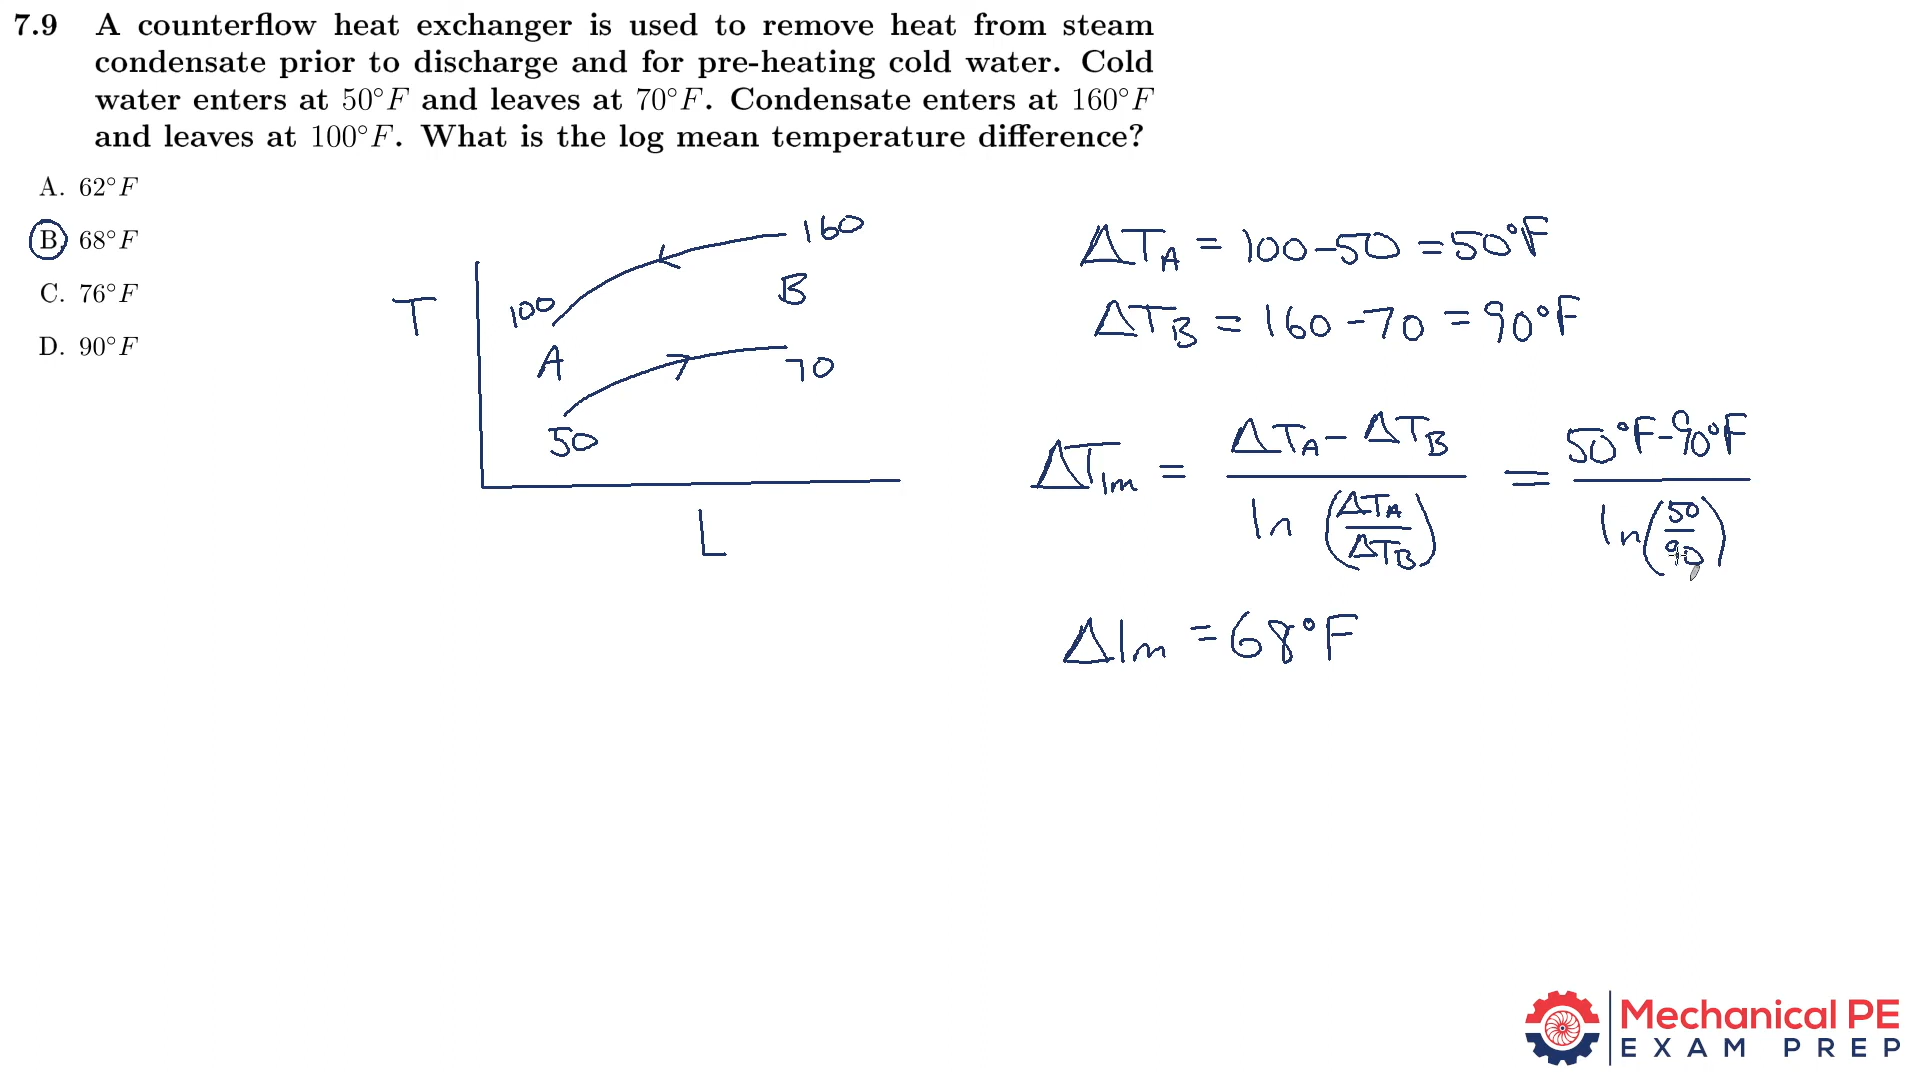 7.9 A counterflow heat exchanger is used to remove heat from steam
condensate prior to discharge and for pre-heating cold water. Cold
water enters at 50°F and leaves at 70°F. Condensate enters at 160°F
and leaves at 100°F. What is the log mean temperature difference?
A. 62°F
B. 68°F
C. 76°F
D. 90°F
T
100
A
50
160
B
70
L
ΔT_A = 100-50 = 50°F
ΔT_B = 160-70 = 90°F
ΔT_lm = (ΔT_A - ΔT_B) / ln(ΔT_A/ΔT_B) = (50°F-90°F) / ln(50/90)
Δlm = 68°F
Mechanical PE
EXAM PREP